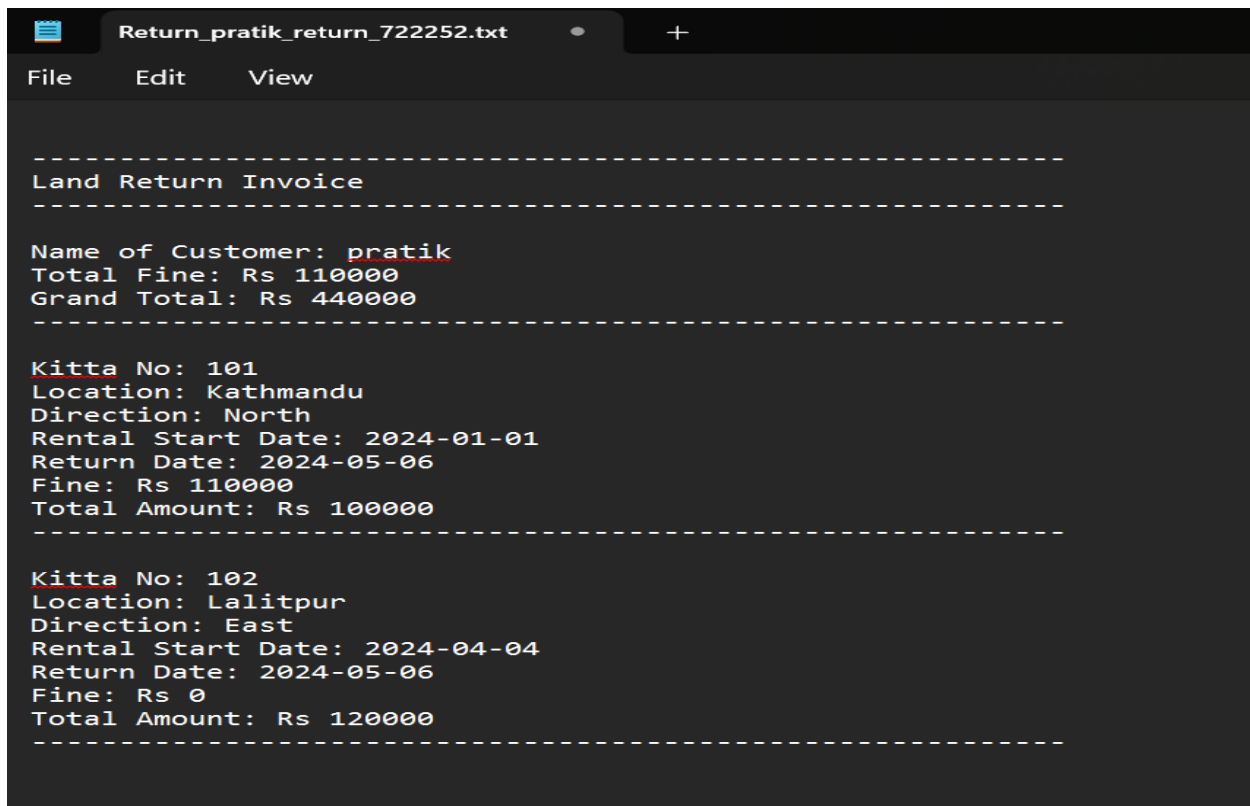 Return_pratik_return_722252.txt
File Edit View
------------------------------------------------------------
Land Return Invoice
------------------------------------------------------------
Name of Customer: pratik
Total Fine: Rs 110000
Grand Total: Rs 440000
------------------------------------------------------------
Kitta No: 101
Location: Kathmandu
Direction: North
Rental Start Date: 2024-01-01
Return Date: 2024-05-06
Fine: Rs 110000
Total Amount: Rs 100000
------------------------------------------------------------
Kitta No: 102
Location: Lalitpur
Direction: East
Rental Start Date: 2024-04-04
Return Date: 2024-05-06
Fine: Rs 0
Total Amount: Rs 120000
------------------------------------------------------------